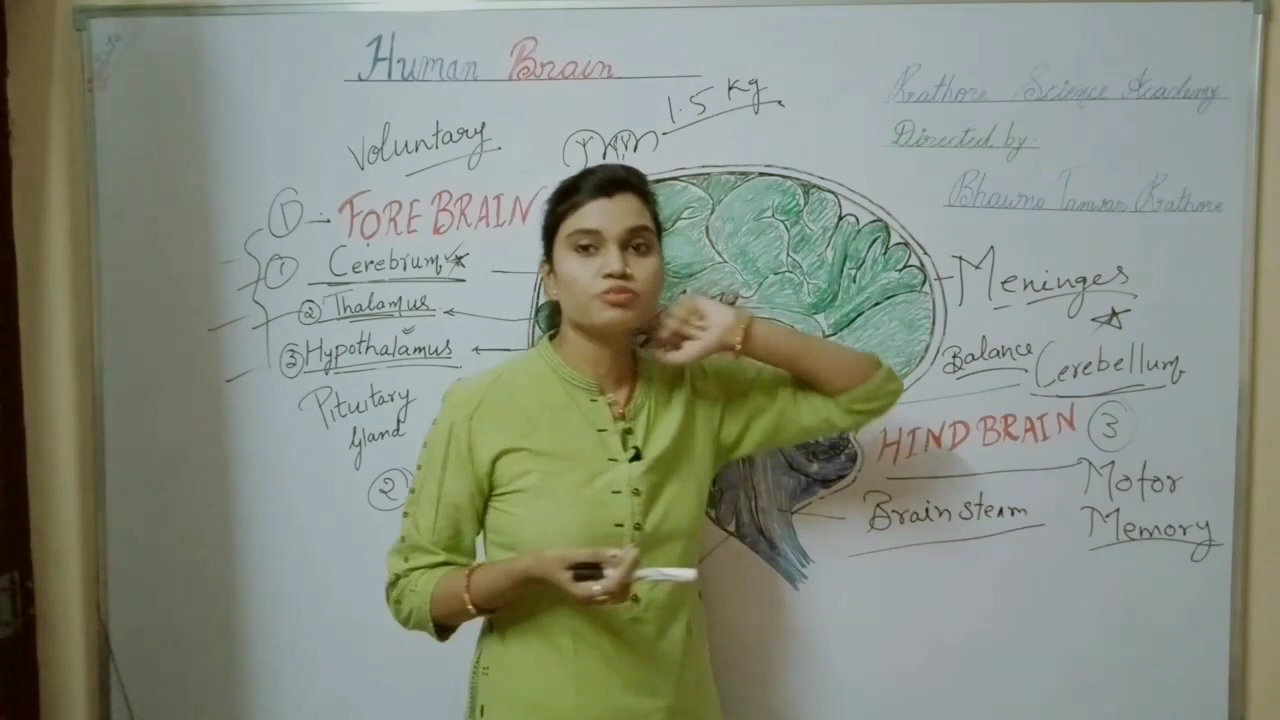 Human Brain
1.5 Kg
Rathore Science Academy
Directed by:
Bhawna Tanwar Rathore
Voluntary
1 FORE BRAIN
1 Cerebrum
2 Thalamus
3 Hypothalamus
Pituitary
Gland
2
Meninges
Balance Cerebellum
HIND BRAIN 3
Motor
Memory
Brain steam